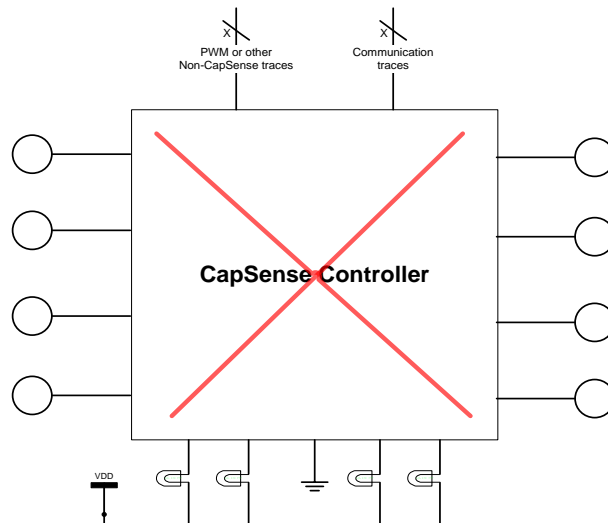 X
X
PWM or other
Non-CapSense traces
Communication
traces
CapSense Controller
VDD